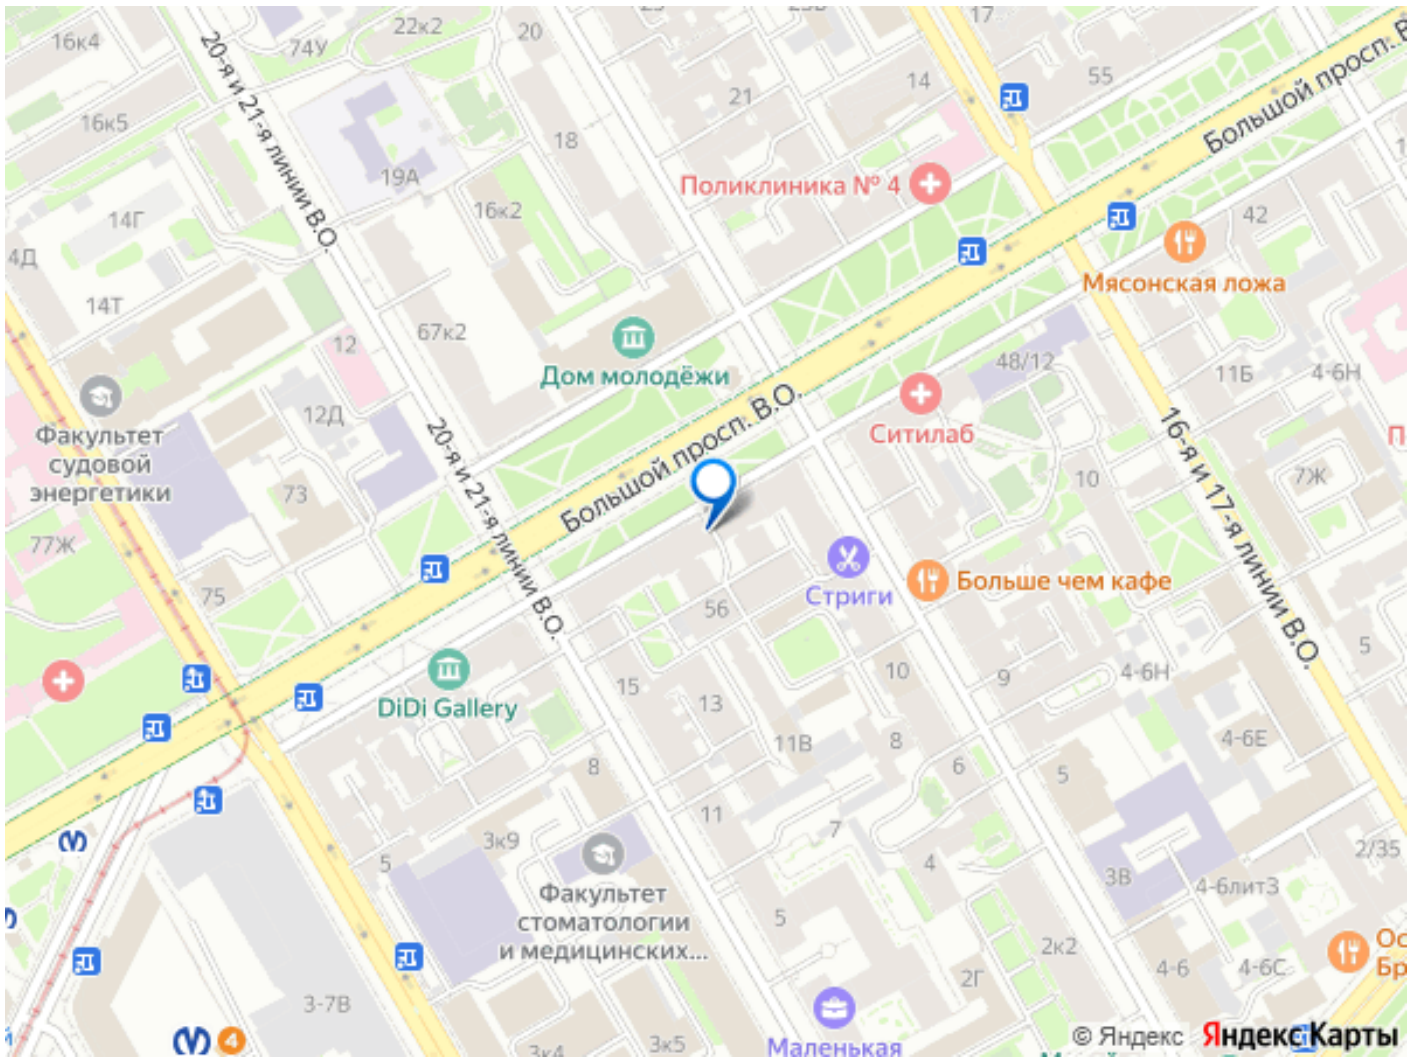 22к2
20
17
16к4
74У
55
14
21
20-я и 21-я линии В.О.
16к5
18
Большой просп. В
19А
Поликлиника № 4
16к2
14Г
42
4Д
Мясонская ложа
14Т
67к2
12
Дом молодёжи
48/12
11Б
4-6Н
12Д
Ситилаб
Факультет
судовой
энергетики
20-я и 21-я линии В.О.
Большой просп. В.О.
16-я и 17-я линии В.О.
П
10
7Ж
73
77Ж
75
56
Стриги
Больше чем кафе
5
DiDi Gallery
15
13
10
9
4-6Н
11В
8
4-6Е
8
6
5
11
7
3к9
5
4
3В
2/35
4-6литЗ
Факультет
стоматологии
и медицинских...
5
2к2
Ос
Бр
4-6
4-6С
2Г
3-7В
4
3к4
3к5
Маленькая
й
© Яндекс Яндекс Карты